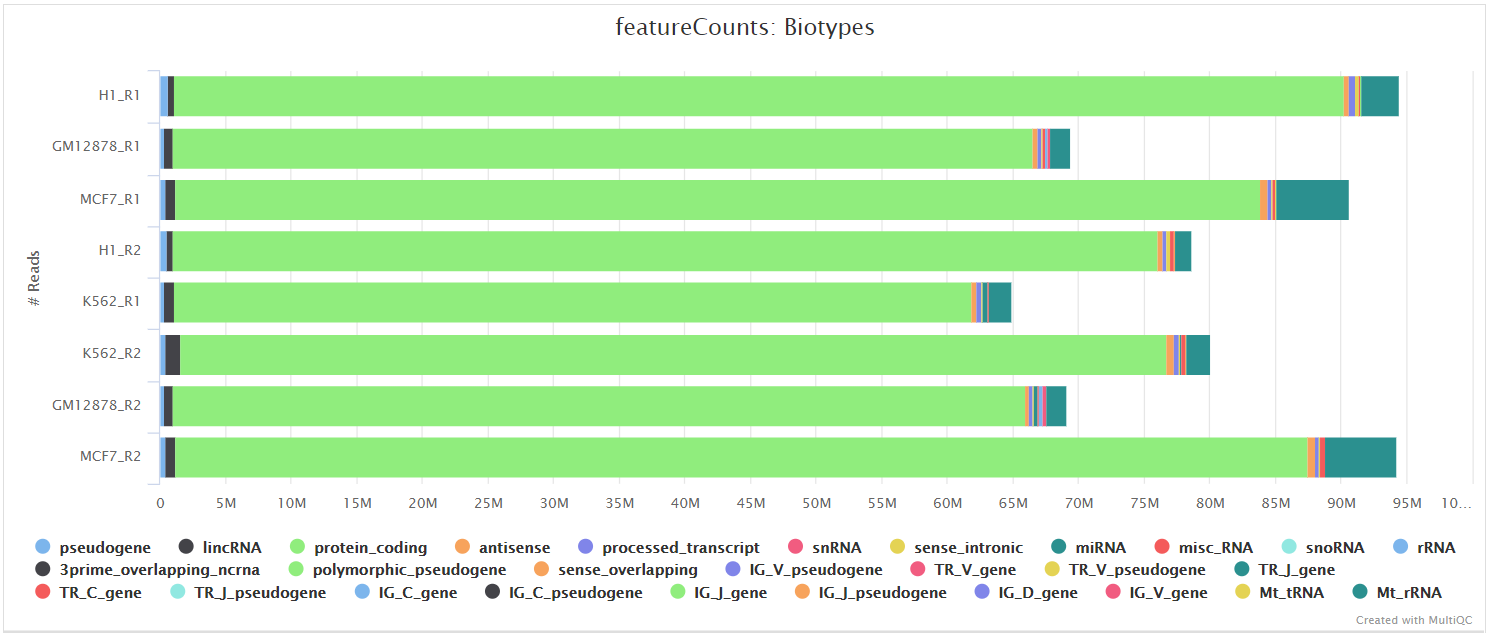 featureCounts: Biotypes
# Reads
H1_R1
GM12878_R1
MCF7_R1
H1_R2
K562_R1
K562_R2
GM12878_R2
MCF7_R2
0 5M 10M 15M 20M 25M 30M 35M 40M 45M 50M 55M 60M 65M 70M 75M 80M 85M 90M 95M 10...
pseudogene lincRNA protein_coding antisense processed_transcript snRNA sense_intronic miRNA misc_RNA snoRNA rRNA
3prime_overlapping_ncrna polymorphic_pseudogene sense_overlapping IG_V_pseudogene TR_V_gene TR_V_pseudogene TR_J_gene
TR_C_gene TR_J_pseudogene IG_C_gene IG_C_pseudogene IG_J_gene IG_J_pseudogene IG_D_gene IG_V_gene Mt_tRNA Mt_rRNA
Created with MultiQC